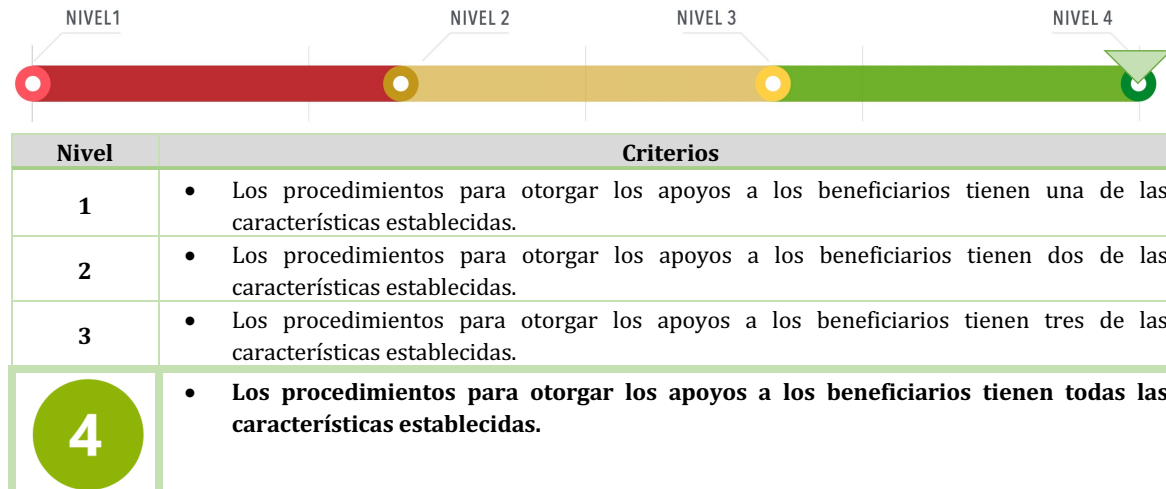 NIVEL1 NIVEL 2 NIVEL 3 NIVEL 4
Nivel Criterios
1 • Los procedimientos para otorgar los apoyos a los beneficiarios tienen una de las
características establecidas.
2 • Los procedimientos para otorgar los apoyos a los beneficiarios tienen dos de las
características establecidas.
3 • Los procedimientos para otorgar los apoyos a los beneficiarios tienen tres de las
características establecidas.
4 • Los procedimientos para otorgar los apoyos a los beneficiarios tienen todas las
características establecidas.